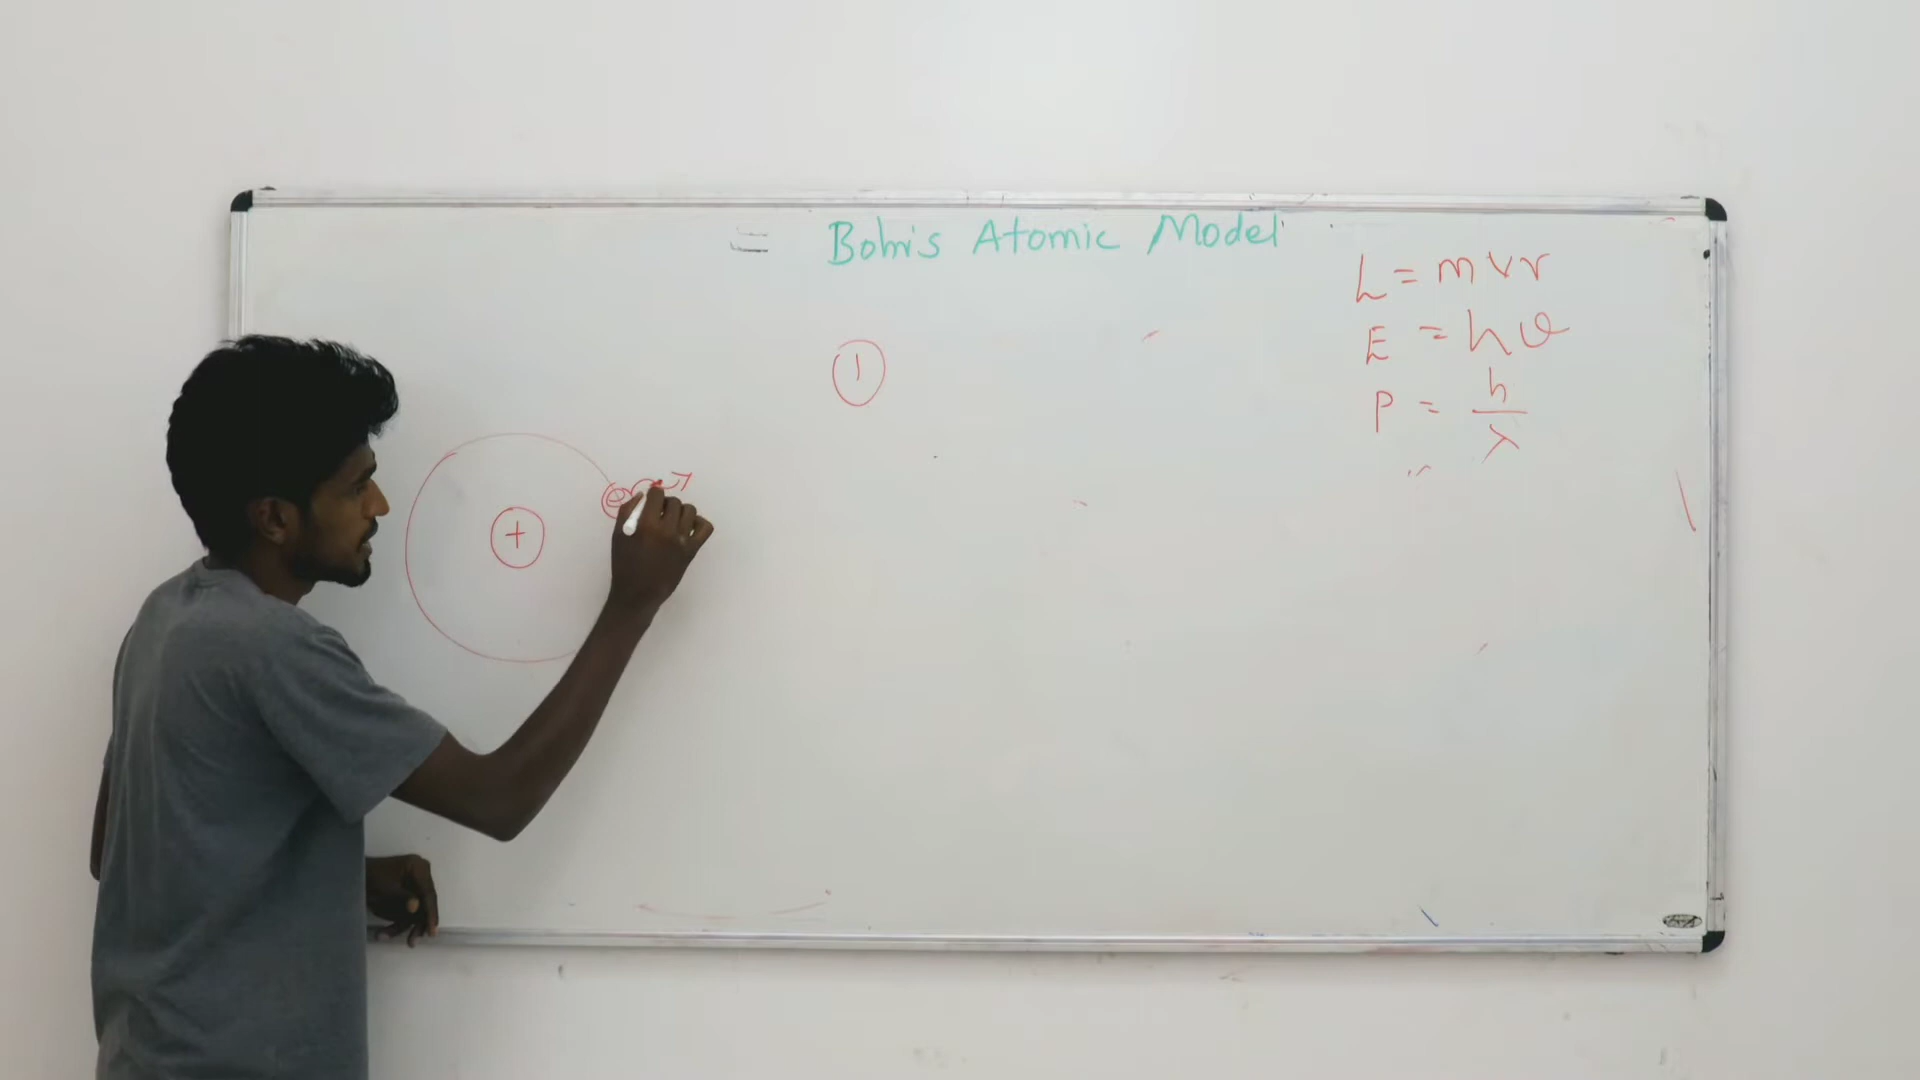 = Bohr's Atomic Model
L = mvr
E = hν
P = h/λ
①
+